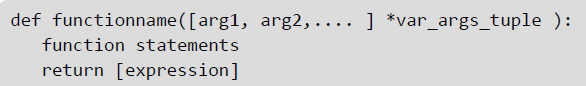 def functionname([arg1, arg2,.... ] *var_args_tuple ):
function statements
return [expression]